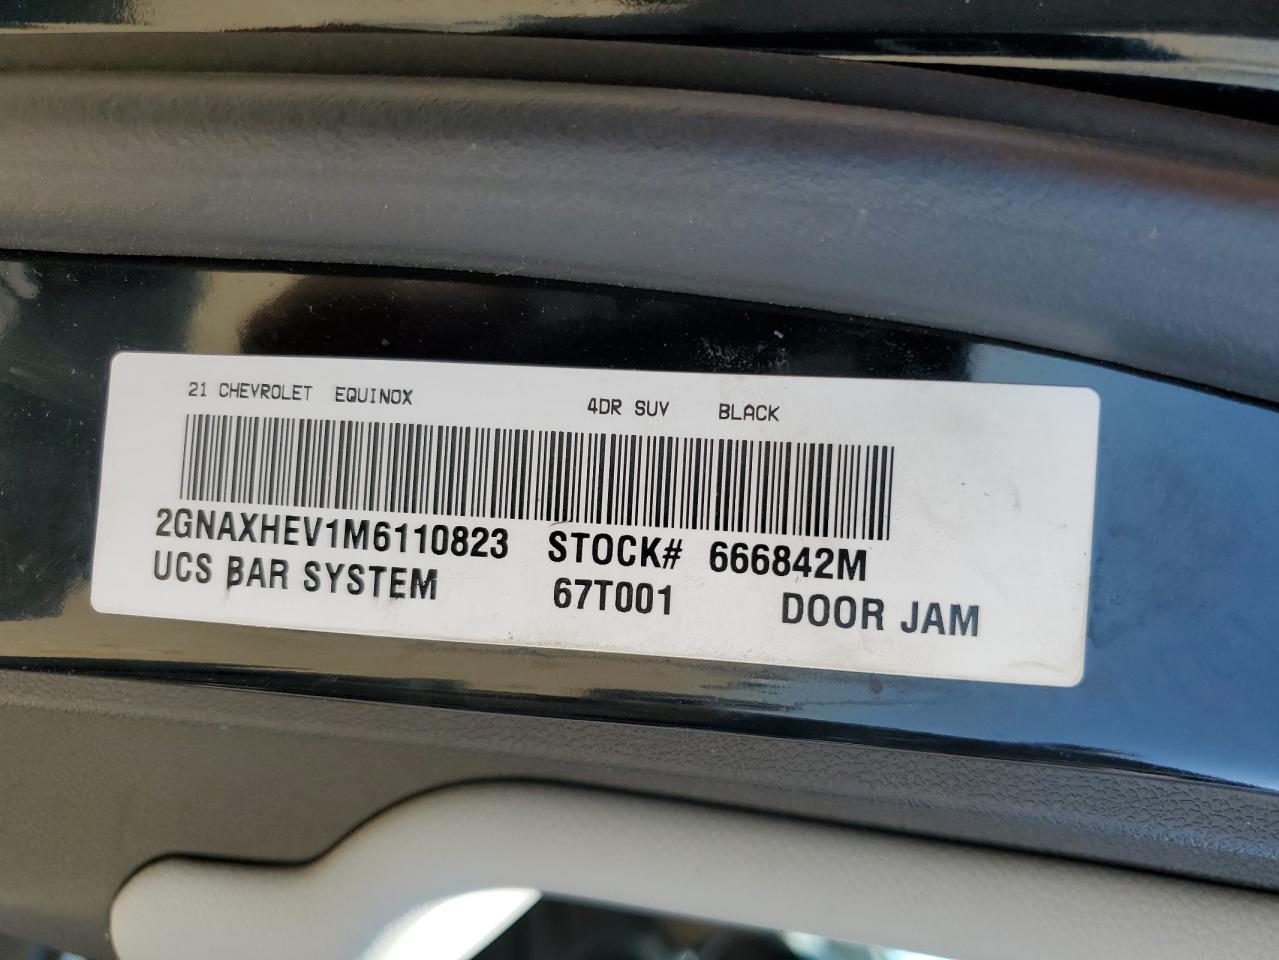 21 CHEVROLET EQUINOX 4DR SUV BLACK
2GNAXHEV1M6110823 STOCK# 666842M
UCS BAR SYSTEM 67T001 DOOR JAM